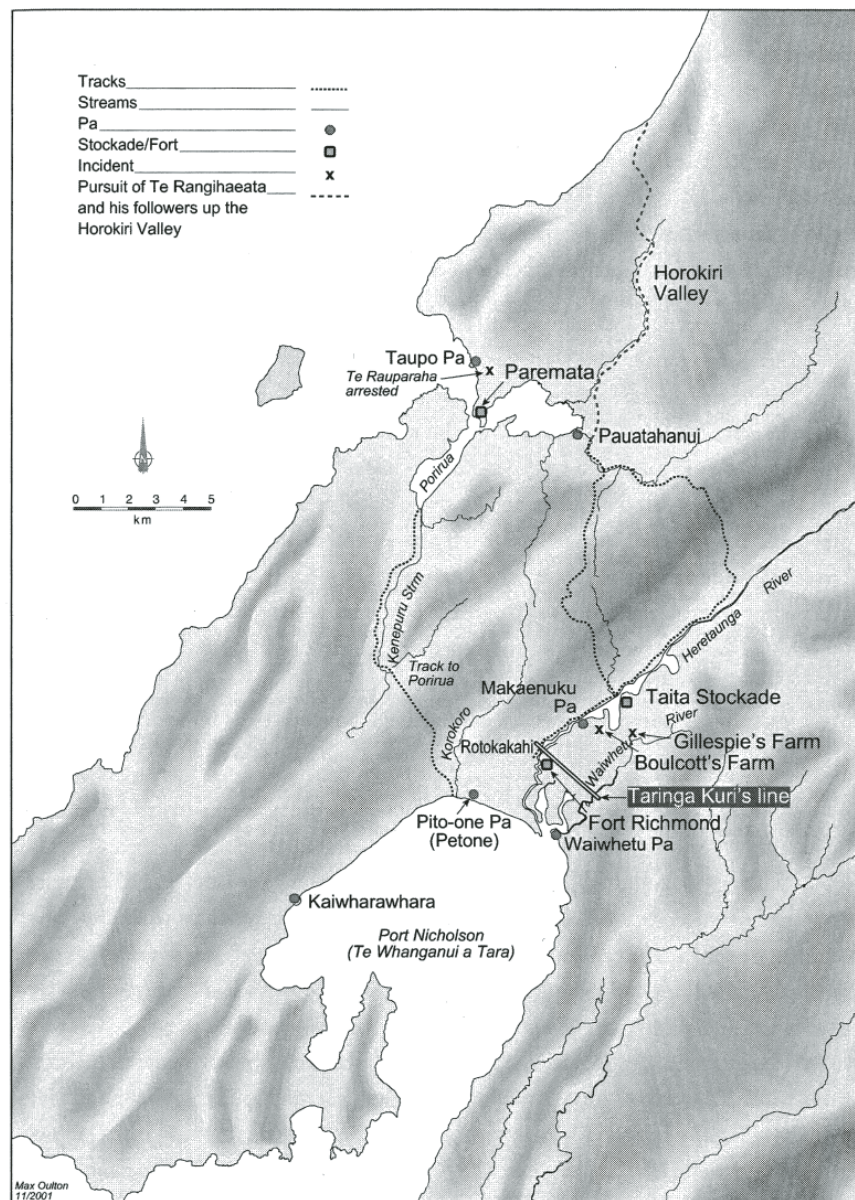 Tracks
Streams
Pa
Stockade/Fort
Incident
x
Pursuit of Te Rangihaeata
and his followers up the
Horokiri Valley
Horokiri
Valley
Taupo Pa
x
Te Rauparaha
arrested
Paremata
Pauatahanui
Porirua
0 1 2 3 4 5
km
Kenepuru Strm
Track to
Porirua
Heretaunga
River
Makaenuku
Pa
Taita Stockade
River
x
x
Gillespie's Farm
Boulcott's Farm
Korokoro
Rotokakahi
Waiwhetu
Taringa Kuri's line
Pito-one Pa
(Petone)
Fort Richmond
Waiwhetu Pa
Kaiwharawhara
Port Nicholson
(Te Whanganui a Tara)
Max Oulton
11/2001